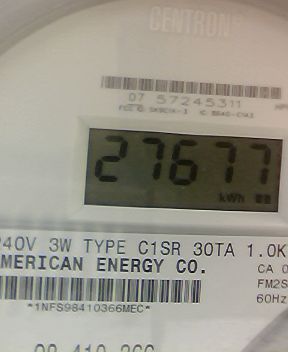 CENTRON®
07 57245311
27677
kWh
240V 3W TYPE C1SR 30TA 1.0K
AMERICAN ENERGY CO.
CA 0
FM2S
60Hz
*1NFS98410366MEC*